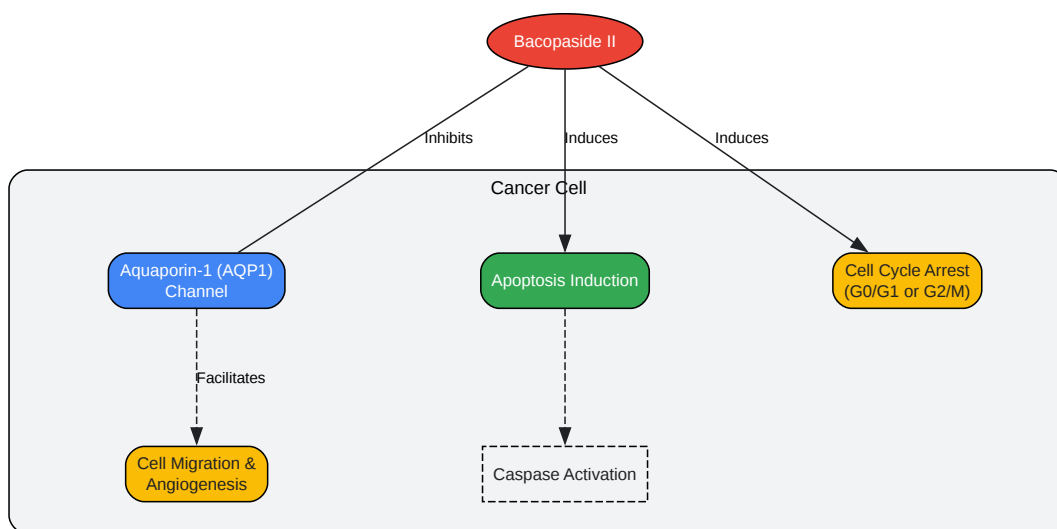 Bacopaside II
Inhibits
Induces
Induces
Cancer Cell
Aquaporin-1 (AQP1)
Channel
Apoptosis Induction
Cell Cycle Arrest
(G0/G1 or G2/M)
Facilitates
Cell Migration &
Angiogenesis
Caspase Activation